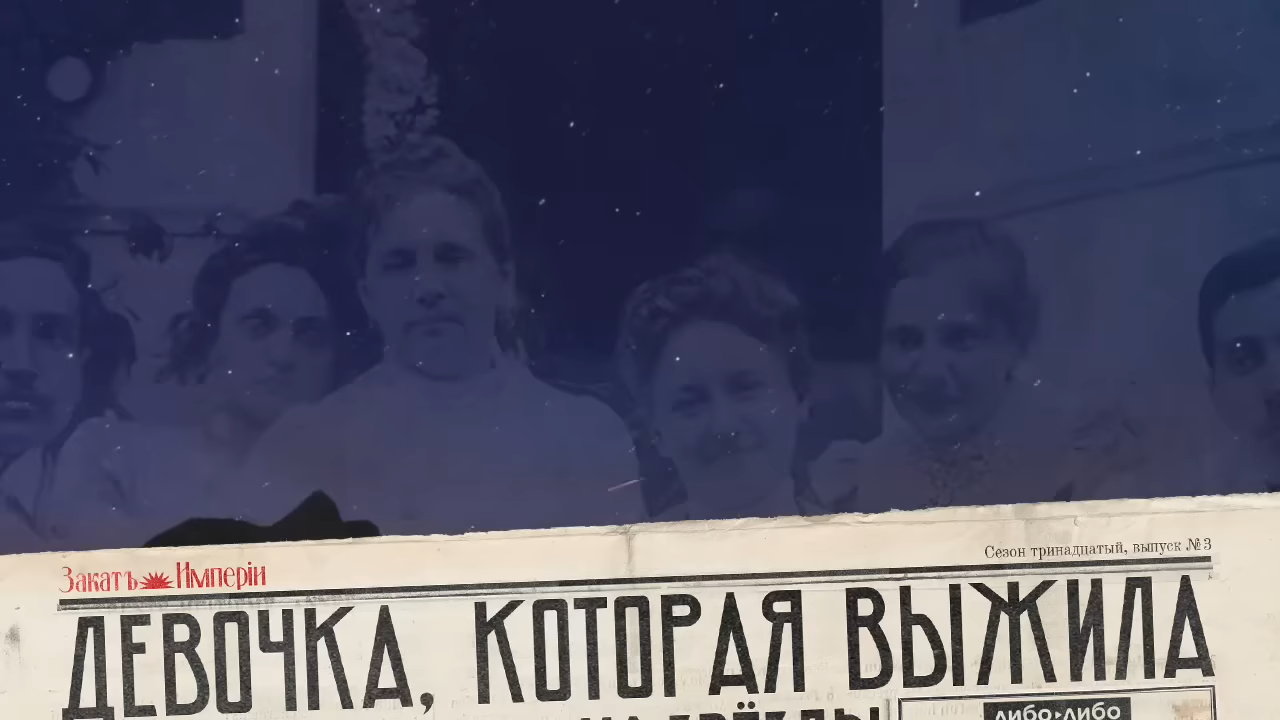 Закатъ Имперіи
Сезон тринадцатый, выпуск №3
ДЕВОЧКА, КОТОРАЯ ВЫЖИЛА
либо-либо